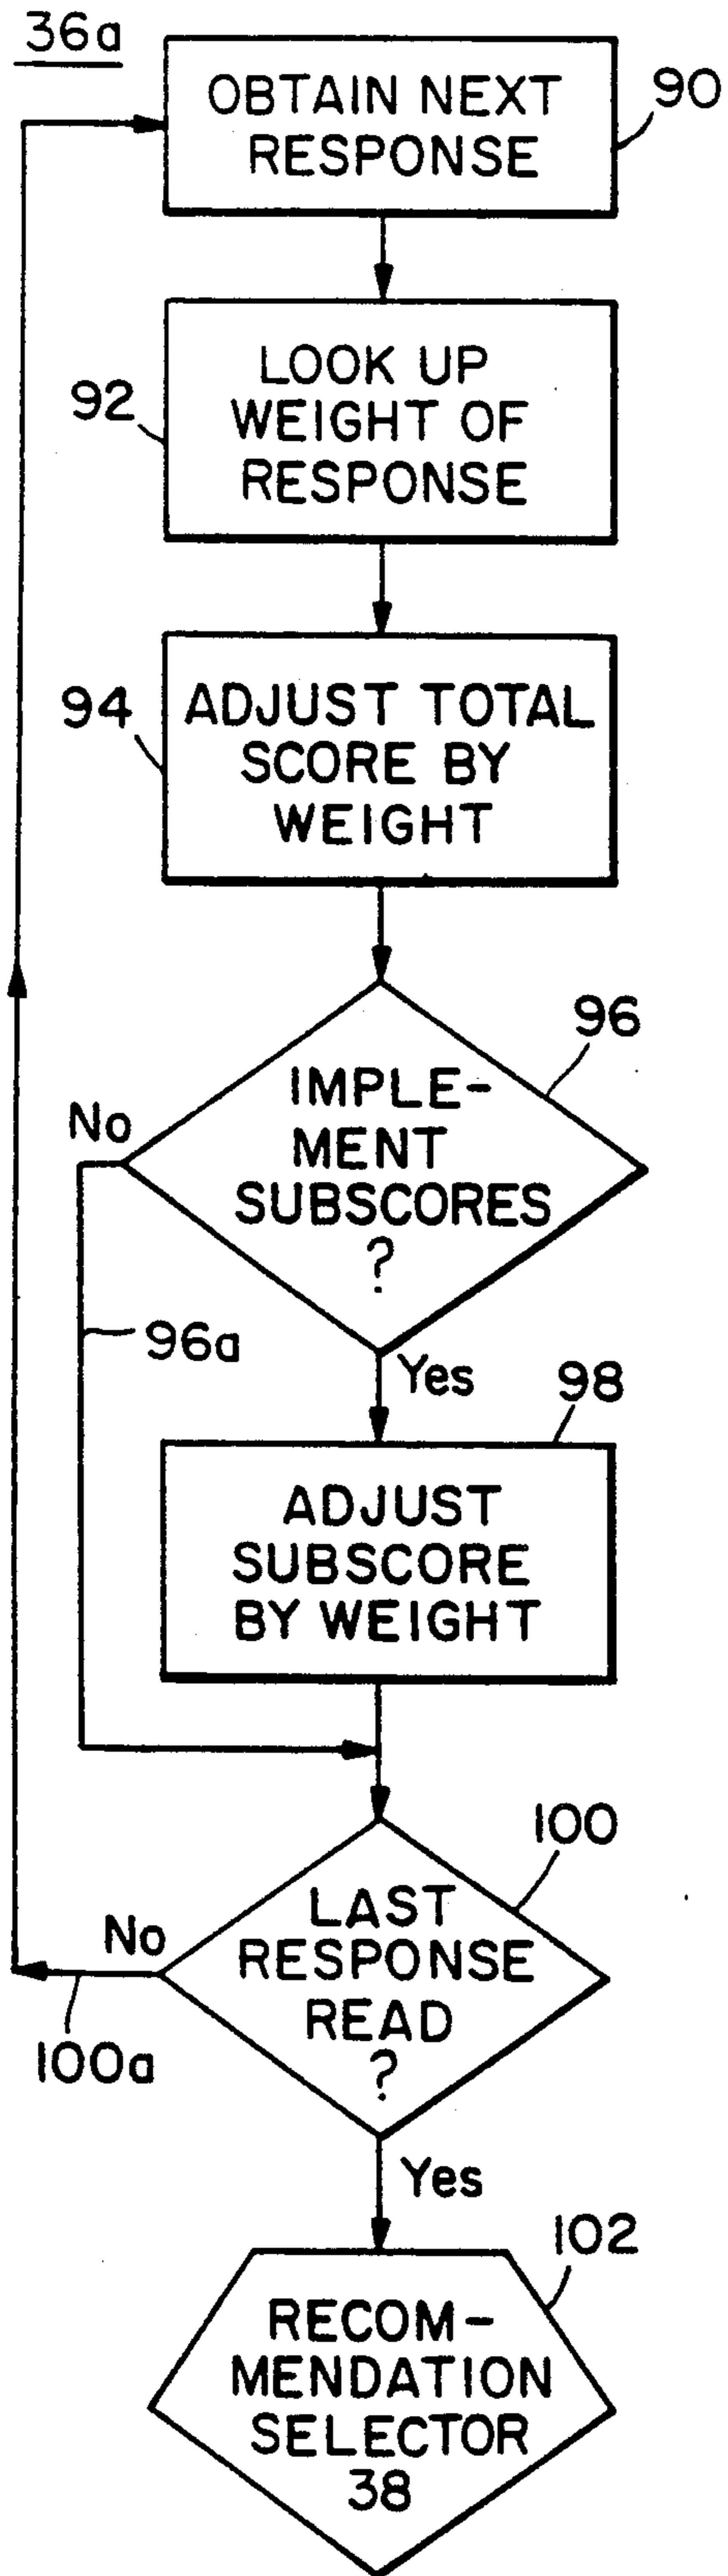 36a
OBTAIN NEXT
RESPONSE
90
LOOK UP
WEIGHT OF
RESPONSE
92
ADJUST TOTAL
SCORE BY
WEIGHT
94
96
IMPLE-
MENT
SUBSCORES
?
No
96a
Yes
98
ADJUST
SUBSCORE
BY WEIGHT
100
LAST
RESPONSE
READ
?
No
100a
Yes
102
RECOM-
MENDATION
SELECTOR
38